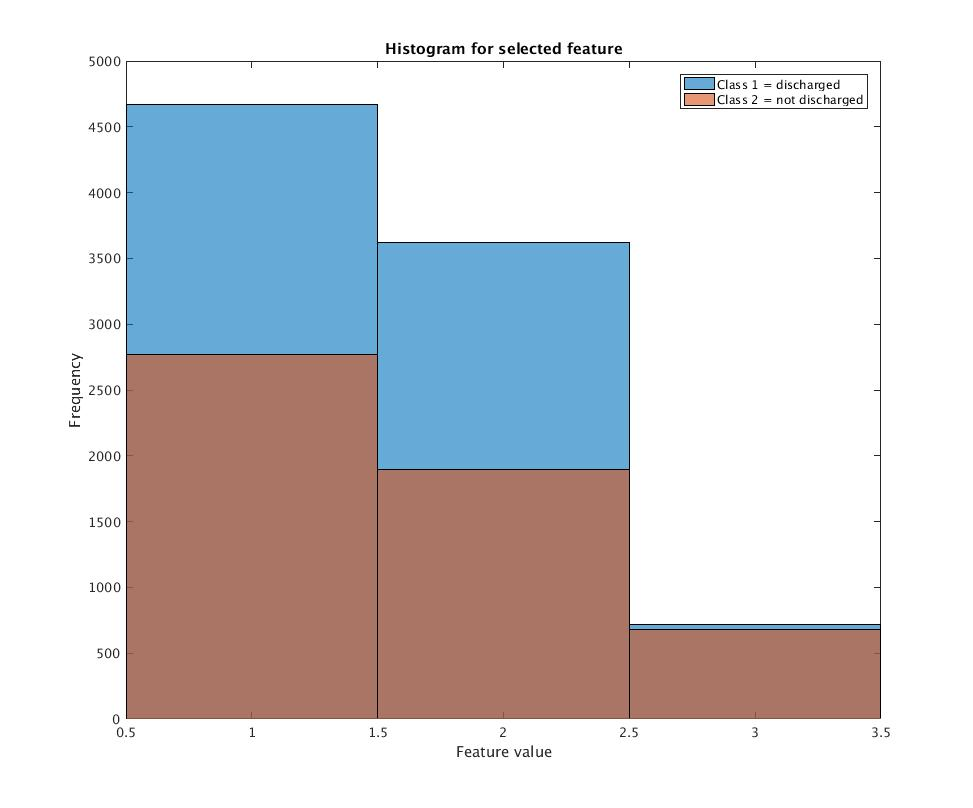 Histogram for selected feature
Class 1 = discharged
Class 2 = not discharged
5000
4500
4000
3500
3000
2500
2000
1500
1000
500
0
Frequency
0.5 1 1.5 2 2.5 3 3.5
Feature value